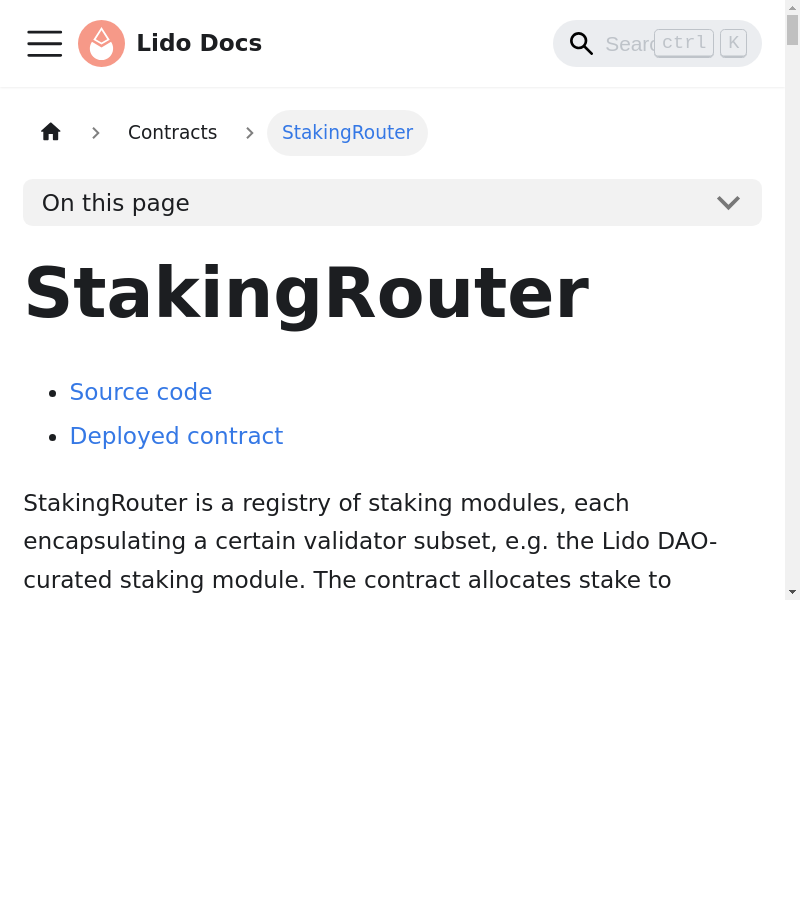 Lido Docs
ctrl K
Contracts
StakingRouter
On this page
StakingRouter
Source code
Deployed contract
StakingRouter is a registry of staking modules, each
encapsulating a certain validator subset, e.g. the Lido DAO-
curated staking module. The contract allocates stake to